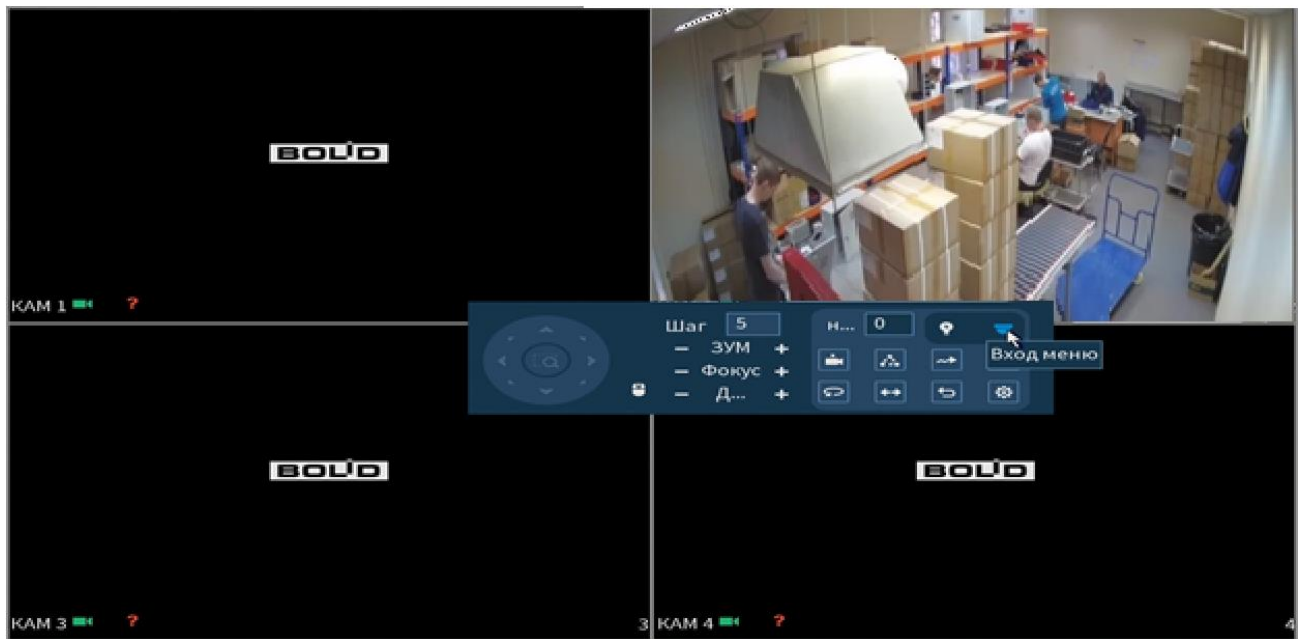 BOLID
КАМ 1 ?
Шаг 5 н... 0
— ЗУМ +
Вход меню
— Фокус +
— Д... +
BOLID
BOLID
КАМ 3 ? 3
КАМ 4 ? 4